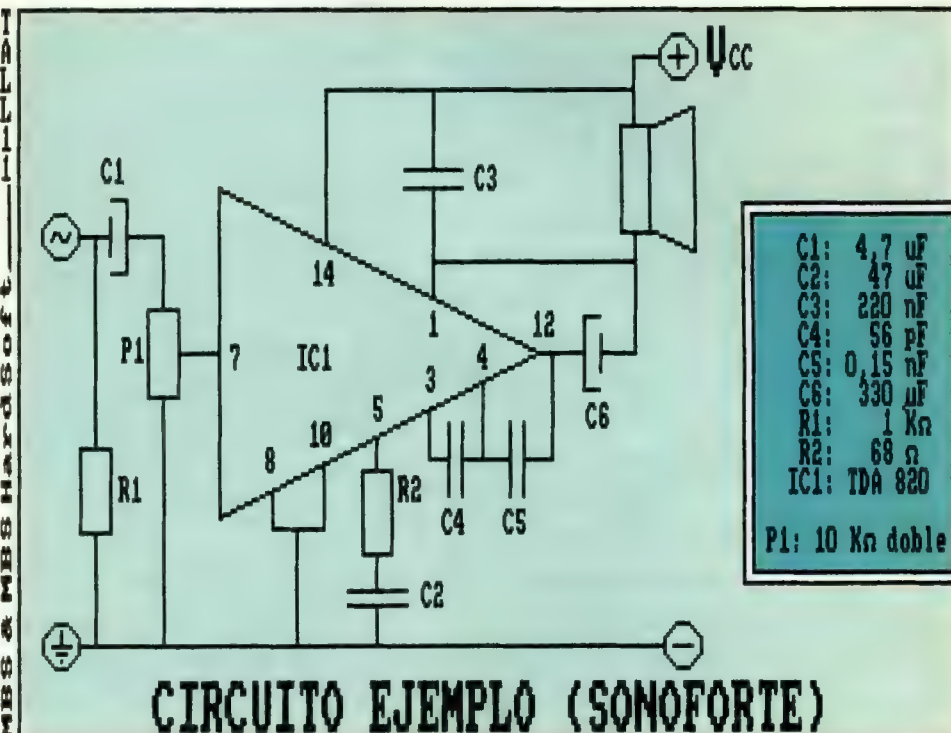 MBS & MBS HardSoft
Vcc
C1
C3
14
1
12
P1
7
IC1
4
3
5
10
8
C6
R1
R2
C4
C5
C2
C1: 4,7 uF
C2: 47 uF
C3: 220 nF
C4: 56 pF
C5: 0,15 nF
C6: 330 µF
R1: 1 KΩ
R2: 68 Ω
IC1: TDA 820
P1: 10 KΩ doble
CIRCUITO EJEMPLO (SONOFORTE)